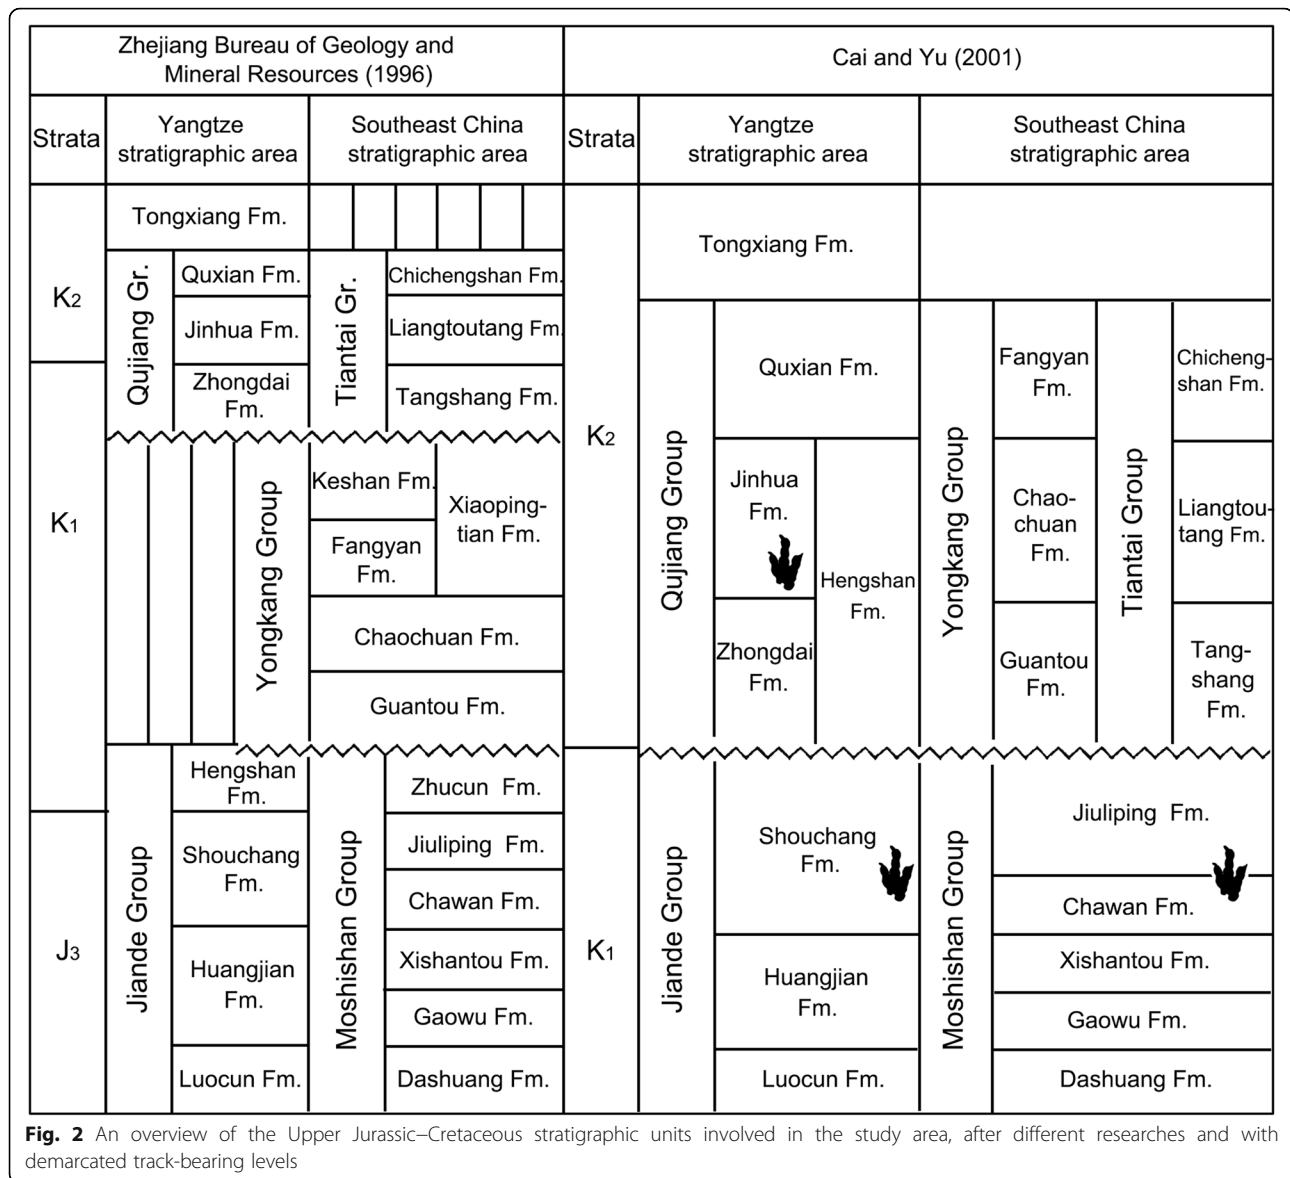 Zhejiang Bureau of Geology and
Mineral Resources (1996)
Cai and Yu (2001)
Strata
Yangtze
stratigraphic area
Southeast China
stratigraphic area
Strata
Yangtze
stratigraphic area
Southeast China
stratigraphic area
K2
K1
J3
Tongxiang Fm.
Qujiang Gr.
Quxian Fm.
Jinhua Fm.
Zhongdai
Fm.
Tiantai Gr.
Chichengshan Fm.
Liangtoutang Fm.
Tangshang Fm.
Yongkang Group
Keshan Fm.
Fangyan
Fm.
Xiaoping-
tian Fm.
Chaochuan Fm.
Guantou Fm.
Jiande Group
Hengshan
Fm.
Shouchang
Fm.
Huangjian
Fm.
Luocun Fm.
Moshishan Group
Zhucun Fm.
Jiuliping Fm.
Chawan Fm.
Xishantou Fm.
Gaowu Fm.
Dashuang Fm.
K2
K1
Tongxiang Fm.
Qujiang Group
Quxian Fm.
Jinhua
Fm.
Zhongdai
Fm.
Hengshan
Fm.
Yongkang Group
Fangyan
Fm.
Chao-
chuan
Fm.
Guantou
Fm.
Tiantai Group
Chicheng-
shan Fm.
Liangtou-
tang Fm.
Tang-
shang
Fm.
Jiande Group
Shouchang
Fm.
Huangjian
Fm.
Luocun Fm.
Moshishan Group
Jiuliping Fm.
Chawan Fm.
Xishantou Fm.
Gaowu Fm.
Dashuang Fm.
Fig. 2 An overview of the Upper Jurassic–Cretaceous stratigraphic units involved in the study area, after different researches and with
demarcated track-bearing levels